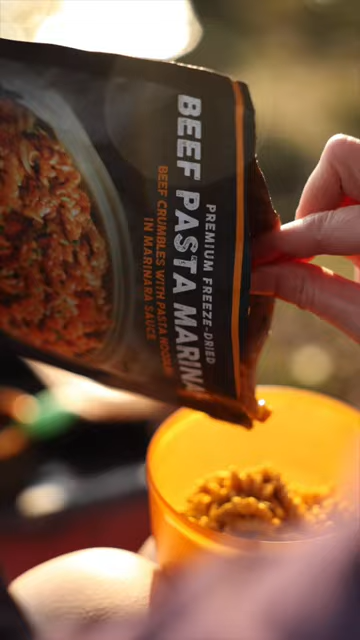 PREMIUM FREEZE-DRIED
BEEF PASTA MARINA
BEEF CRUMBLES WITH PASTA NOODLE
IN MARINARA SAUCE